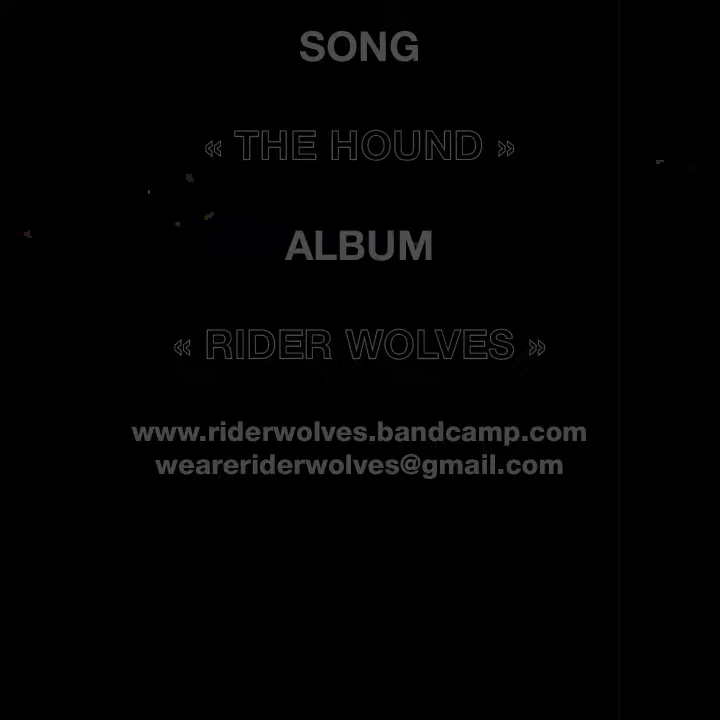 SONG
« THE HOUND »
ALBUM
« RIDER WOLVES »
www.riderwolves.bandcamp.com
weareriderwolves@gmail.com